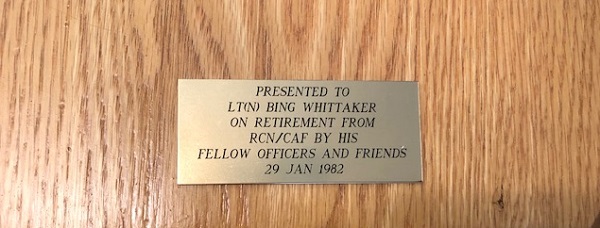 PRESENTED TO
LT(N) BING WHITTAKER
ON RETIREMENT FROM
RCN/CAF BY HIS
FELLOW OFFICERS AND FRIENDS
29 JAN 1982